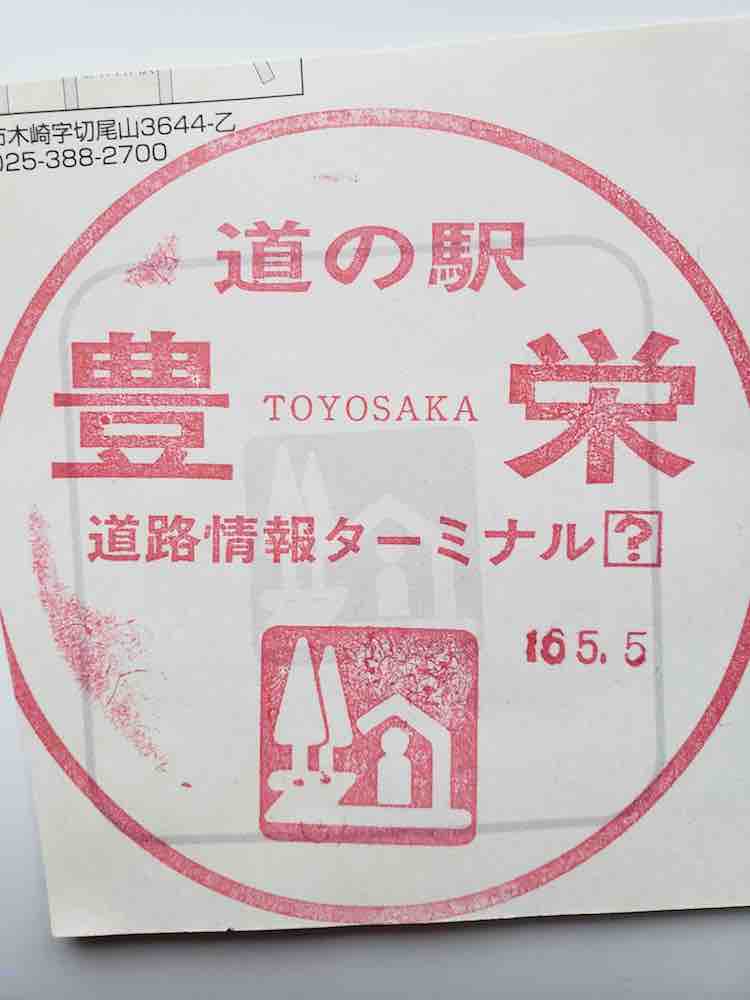 市木崎字切尾山3644-乙
025-388-2700
道の駅
豊栄
TOYOSAKA
道路情報ターミナル?
16 5. 5